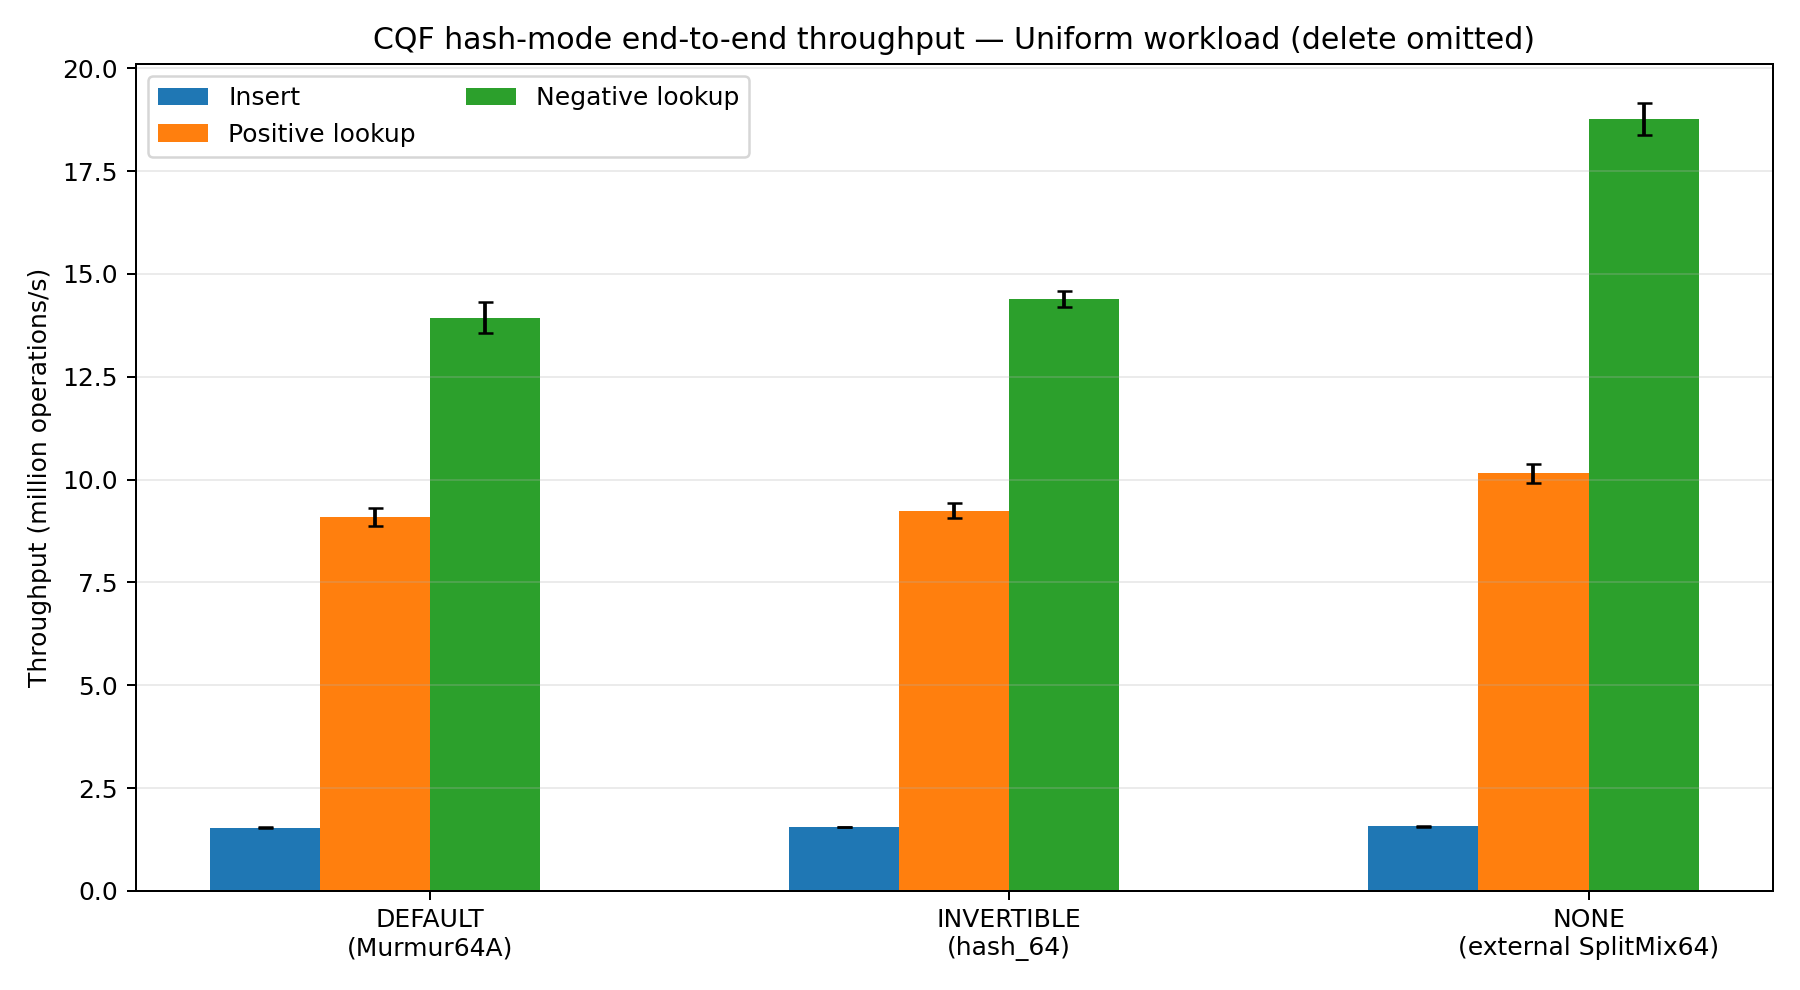 CQF hash-mode end-to-end throughput — Uniform workload (delete omitted)
Insert
Positive lookup
Negative lookup
Throughput (million operations/s)
20.0
17.5
15.0
12.5
10.0
7.5
5.0
2.5
0.0
DEFAULT
(Murmur64A)
INVERTIBLE
(hash_64)
NONE
(external SplitMix64)